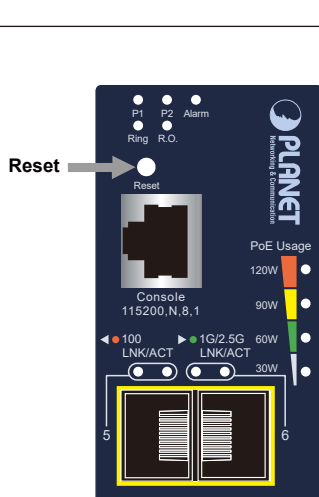 P1 P2 Alarm
Ring R.O.
Reset
Reset
PLANET
Networking & Communication
PoE Usage
120W
90W
60W
30W
Console
115200,N,8,1
100
LNK/ACT
1G/2.5G
LNK/ACT
5
6